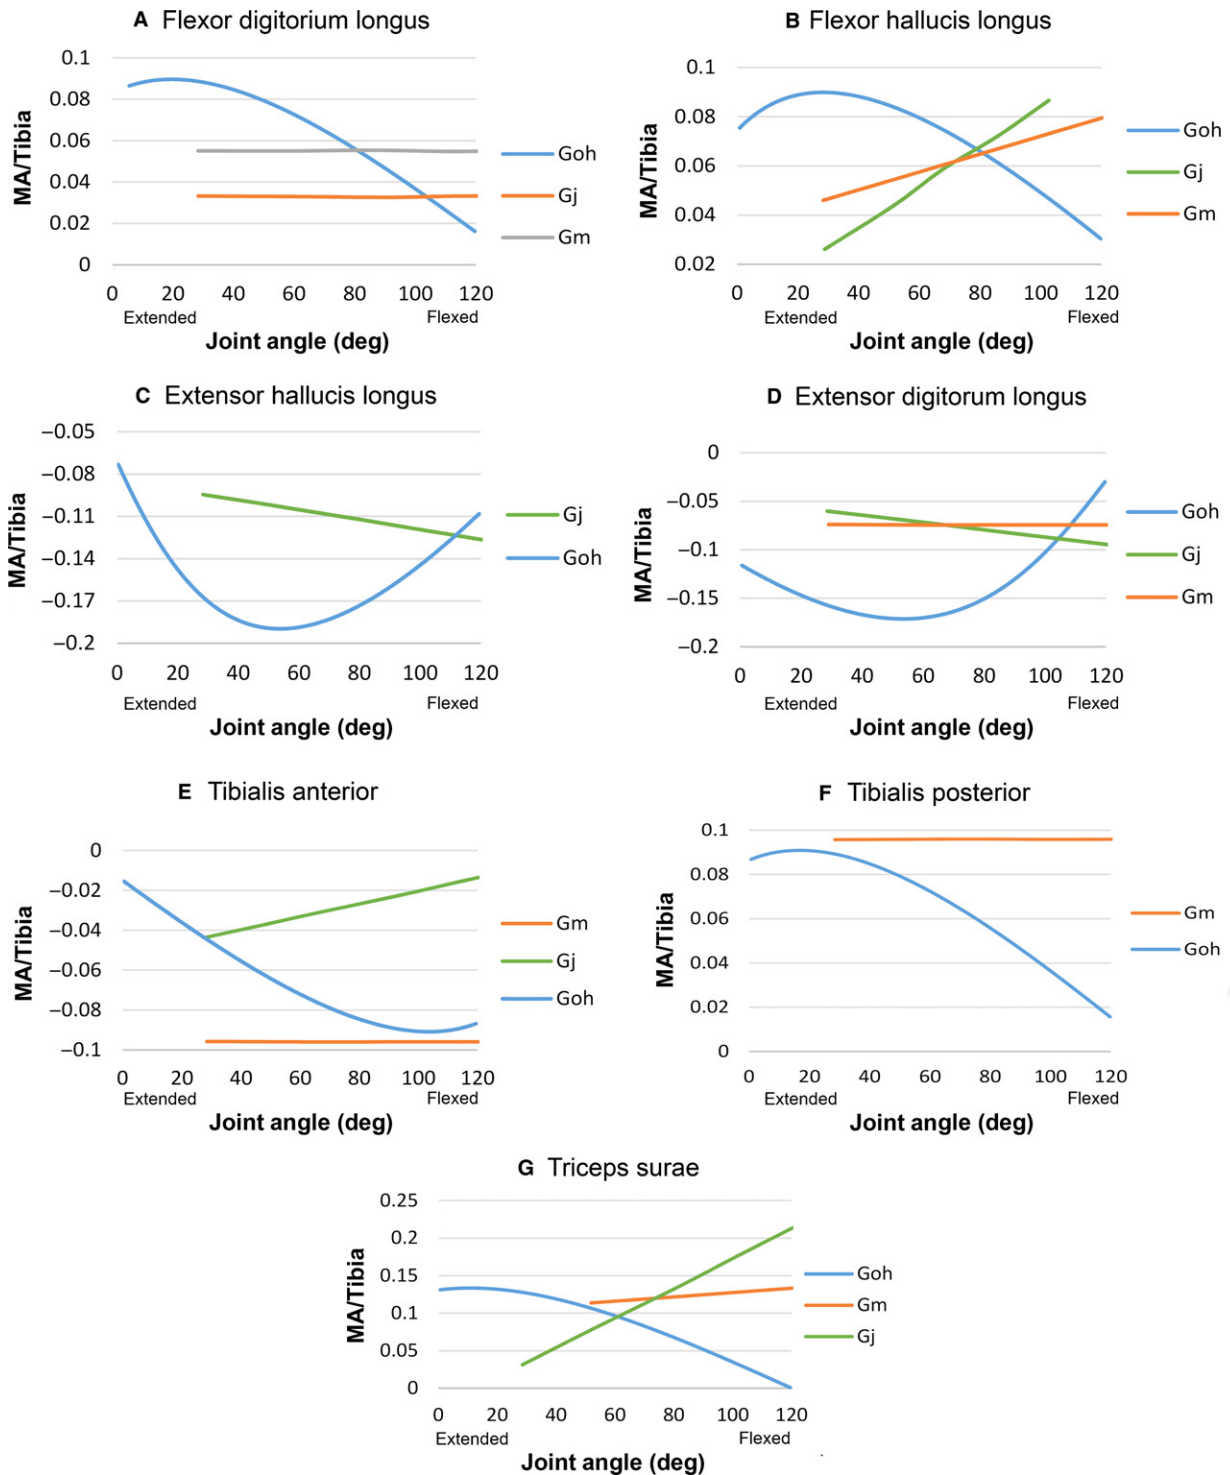 A Flexor digitorium longus
0.1
0.08
0.06
0.04
0.02
0
MA/Tibia
0 20 40 60 80 100 120
Extended Flexed
Joint angle (deg)
Goh
Gj
Gm
B Flexor hallucis longus
0.1
0.08
0.06
0.04
0.02
MA/Tibia
0 20 40 60 80 100 120
Extended Flexed
Joint angle (deg)
Goh
Gj
Gm
C Extensor hallucis longus
−0.05
−0.08
−0.11
−0.14
−0.17
−0.2
MA/Tibia
0 20 40 60 80 100 120
Extended Flexed
Joint angle (deg)
Gj
Goh
D Extensor digitorum longus
0
−0.05
−0.1
−0.15
−0.2
MA/Tibia
0 20 40 60 80 100 120
Extended Flexed
Joint angle (deg)
Goh
Gj
Gm
E Tibialis anterior
0
−0.02
−0.04
−0.06
−0.08
−0.1
MA/Tibia
0 20 40 60 80 100 120
Extended Flexed
Joint angle (deg)
Gm
Gj
Goh
F Tibialis posterior
0.1
0.08
0.06
0.04
0.02
0
MA/Tibia
0 20 40 60 80 100 120
Extended Flexed
Joint angle (deg)
Gm
Goh
G Triceps surae
0.25
0.2
0.15
0.1
0.05
0
MA/Tibia
0 20 40 60 80 100 120
Extended Flexed
Joint angle (deg)
Goh
Gm
Gj